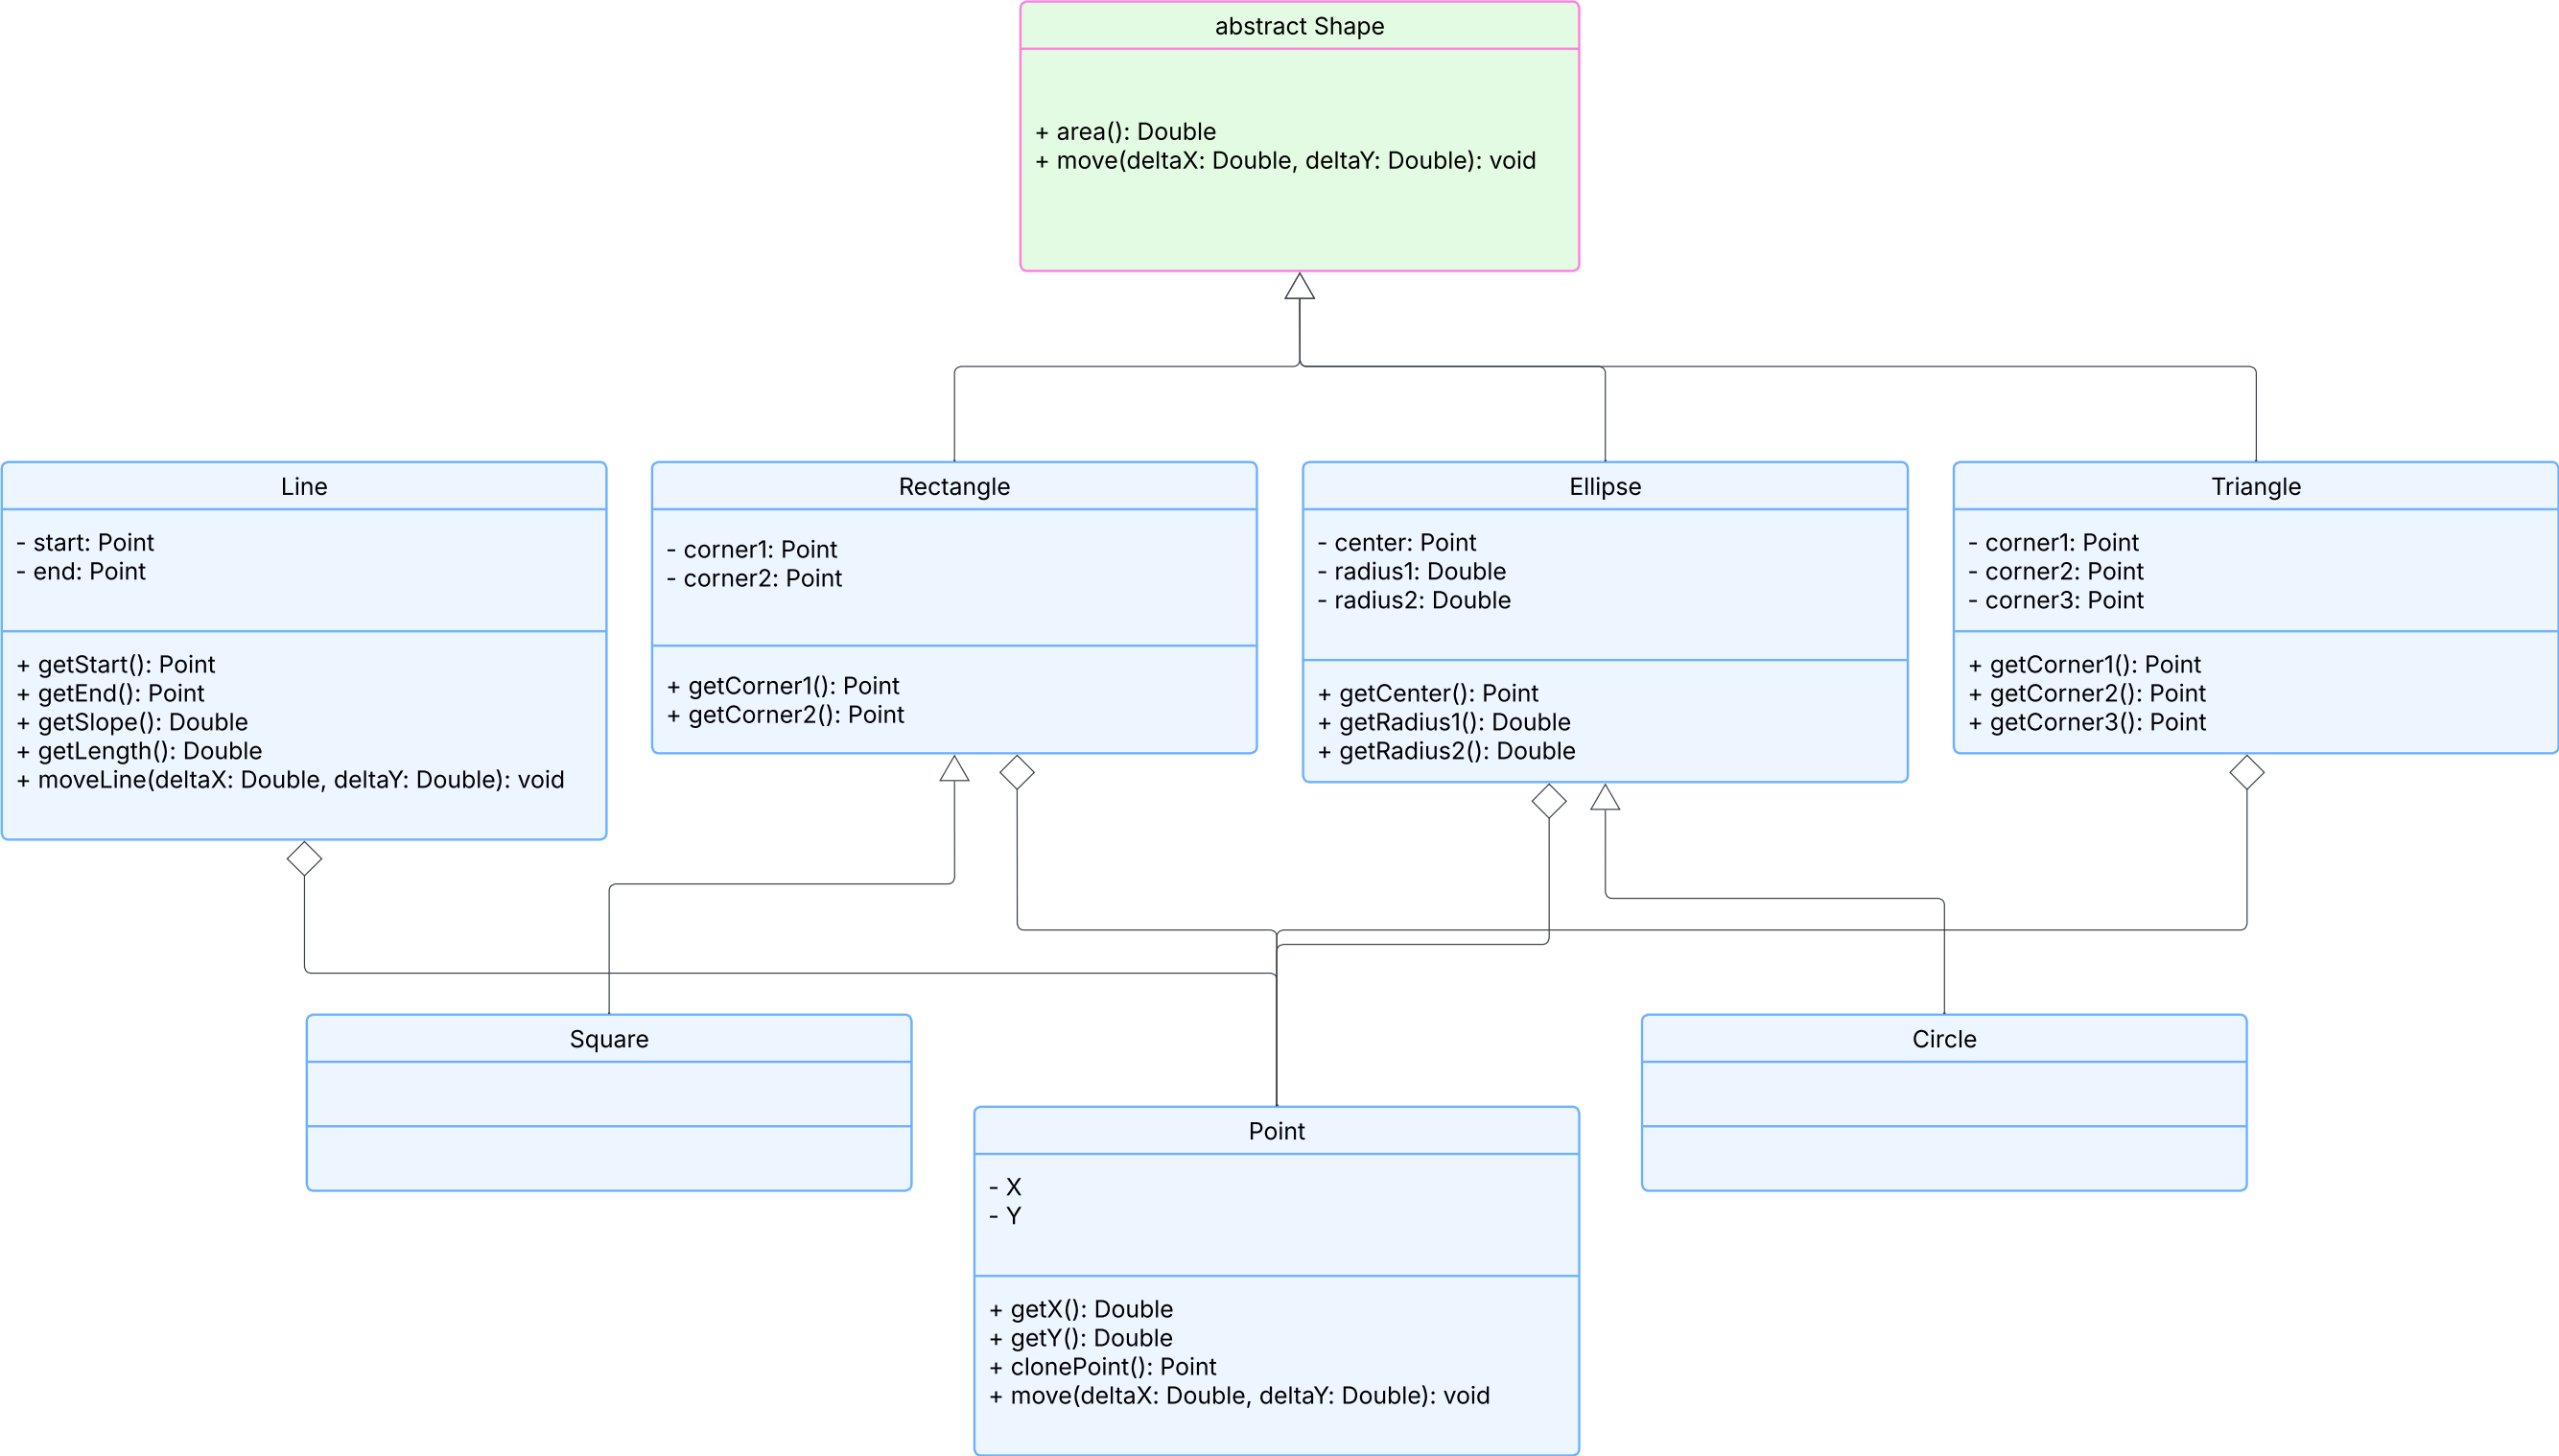 abstract Shape
+ area(): Double
+ move(deltaX: Double, deltaY: Double): void
Line
- start: Point
- end: Point
+ getStart(): Point
+ getEnd(): Point
+ getSlope(): Double
+ getLength(): Double
+ moveLine(deltaX: Double, deltaY: Double): void
Rectangle
- corner1: Point
- corner2: Point
+ getCorner1(): Point
+ getCorner2(): Point
Ellipse
- center: Point
- radius1: Double
- radius2: Double
+ getCenter(): Point
+ getRadius1(): Double
+ getRadius2(): Double
Triangle
- corner1: Point
- corner2: Point
- corner3: Point
+ getCorner1(): Point
+ getCorner2(): Point
+ getCorner3(): Point
Square
Point
- X
- Y
+ getX(): Double
+ getY(): Double
+ clonePoint(): Point
+ move(deltaX: Double, deltaY: Double): void
Circle